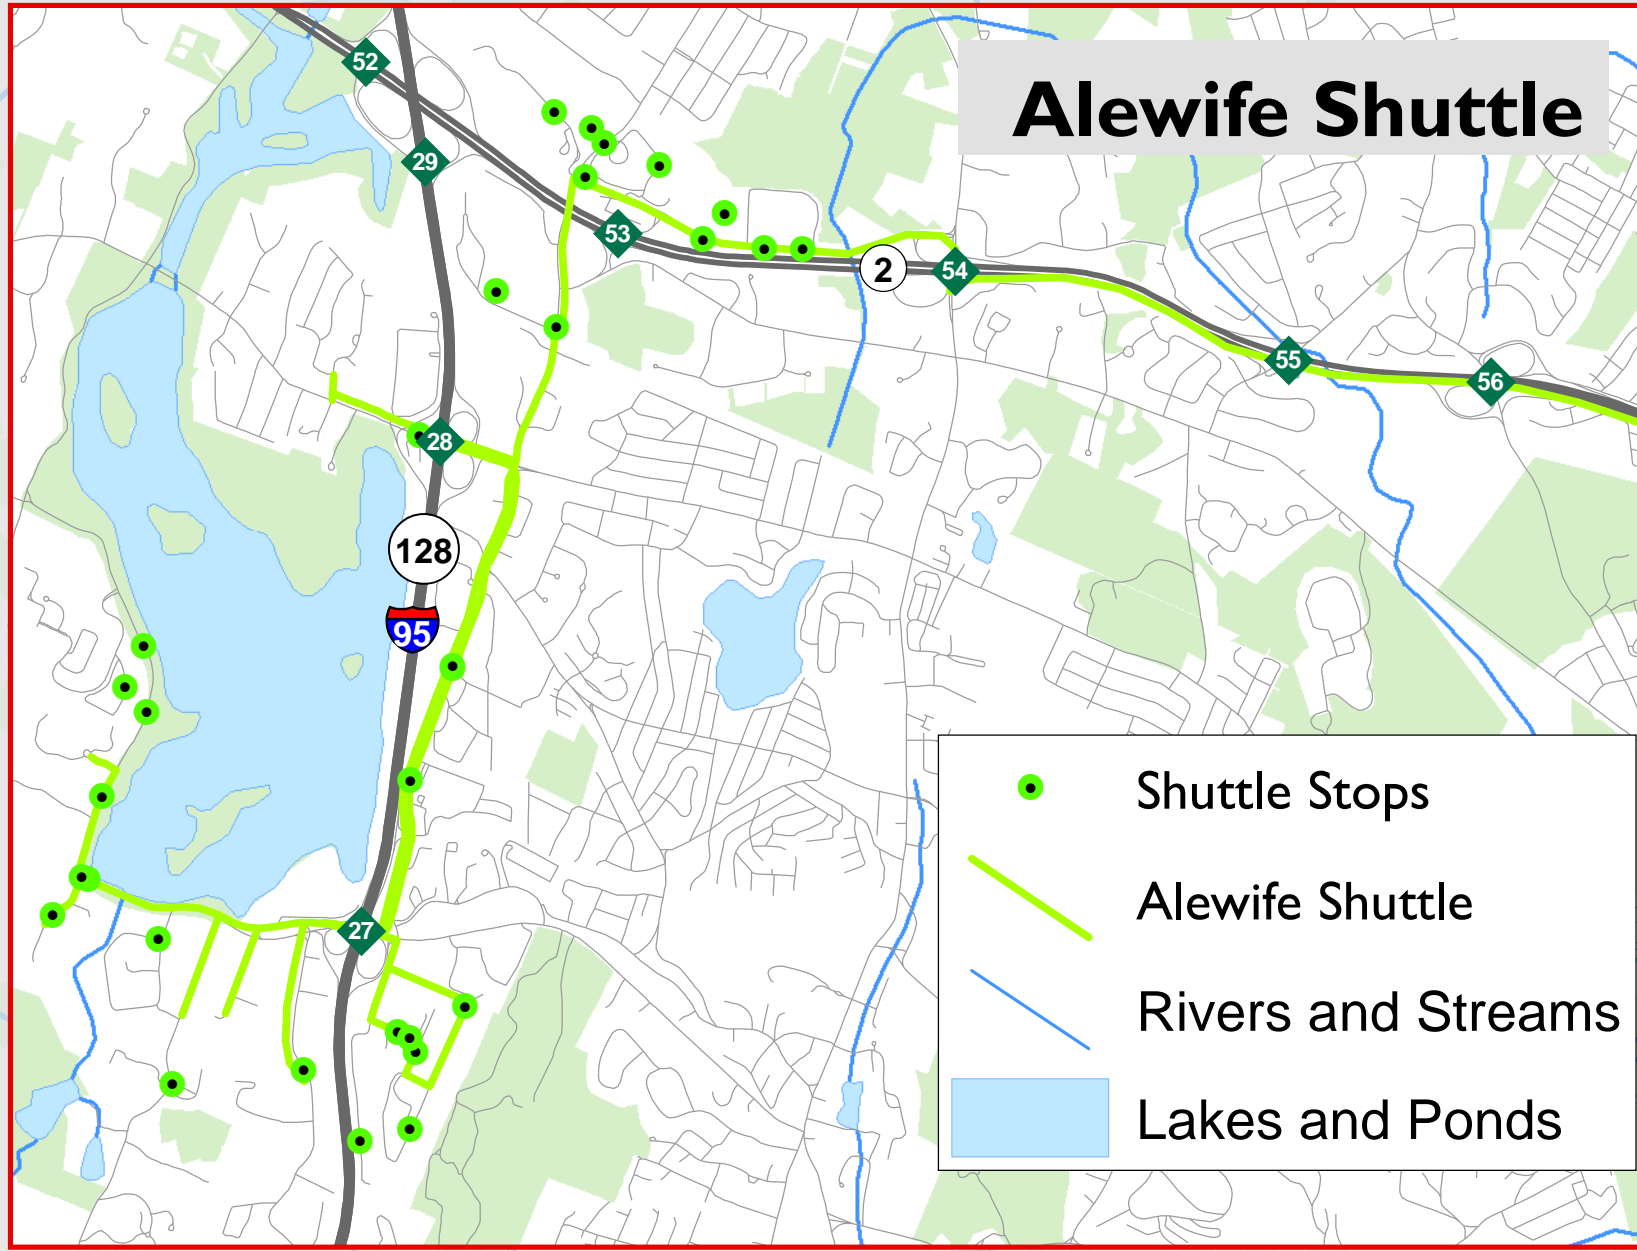 Alewife Shuttle
52
29
53
2
54
55
56
28
128
95
27
Shuttle Stops
Alewife Shuttle
Rivers and Streams
Lakes and Ponds